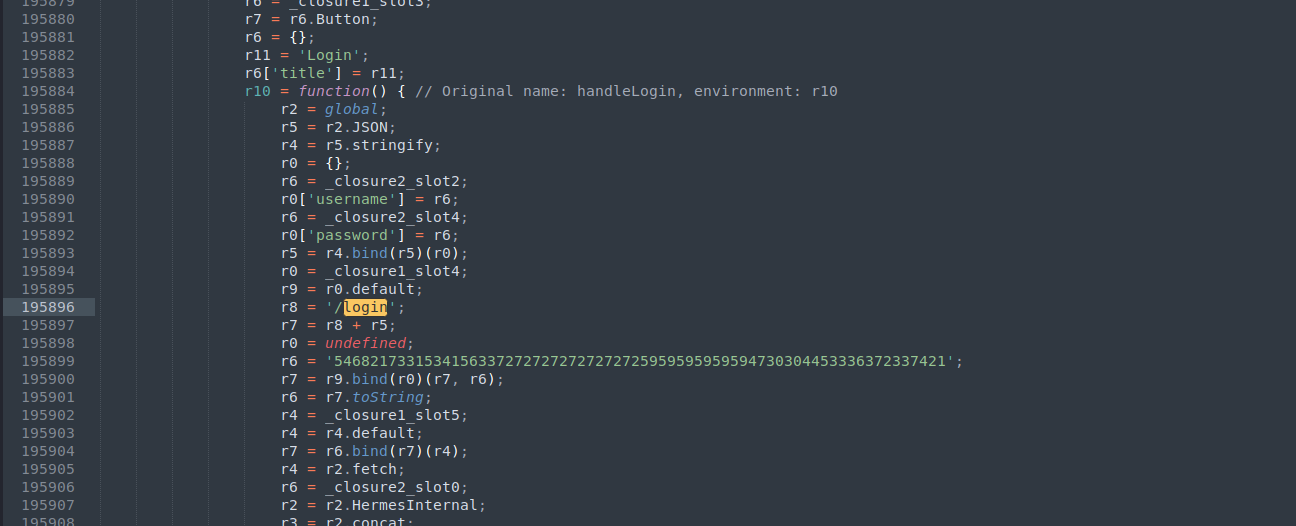 195879 r6 = _closure1_slot3;
195880 r7 = r6.Button;
195881 r6 = {};
195882 r11 = 'Login';
195883 r6['title'] = r11;
195884 r10 = function() { // Original name: handleLogin, environment: r10
195885 r2 = global;
195886 r5 = r2.JSON;
195887 r4 = r5.stringify;
195888 r0 = {};
195889 r6 = _closure2_slot2;
195890 r0['username'] = r6;
195891 r6 = _closure2_slot4;
195892 r0['password'] = r6;
195893 r5 = r4.bind(r5)(r0);
195894 r0 = _closure1_slot4;
195895 r9 = r0.default;
195896 r8 = '/login';
195897 r7 = r8 + r5;
195898 r0 = undefined;
195899 r6 = '54682173315341563372727272727272725959595959594730304453336372337421';
195900 r7 = r9.bind(r0)(r7, r6);
195901 r6 = r7.toString;
195902 r4 = _closure1_slot5;
195903 r4 = r4.default;
195904 r7 = r6.bind(r7)(r4);
195905 r4 = r2.fetch;
195906 r6 = _closure2_slot0;
195907 r2 = r2.HermesInternal;
195908 r3 = r2.concat;